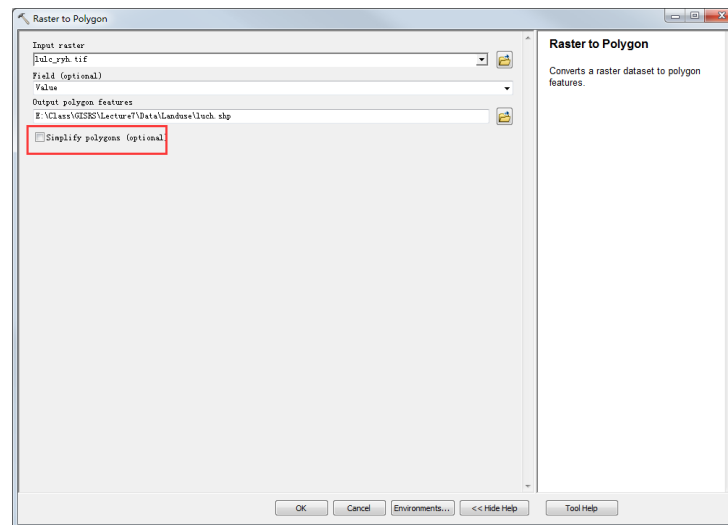 Raster to Polygon
Input raster
lulc_ryh.tif
Field (optional)
Value
Output polygon features
E:\Class\GISRS\Lecture7\Data\Landuse\luch.shp
Simplify polygons (optional)
Raster to Polygon
Converts a raster dataset to polygon
features.
OK
Cancel
Environments...
<< Hide Help
Tool Help